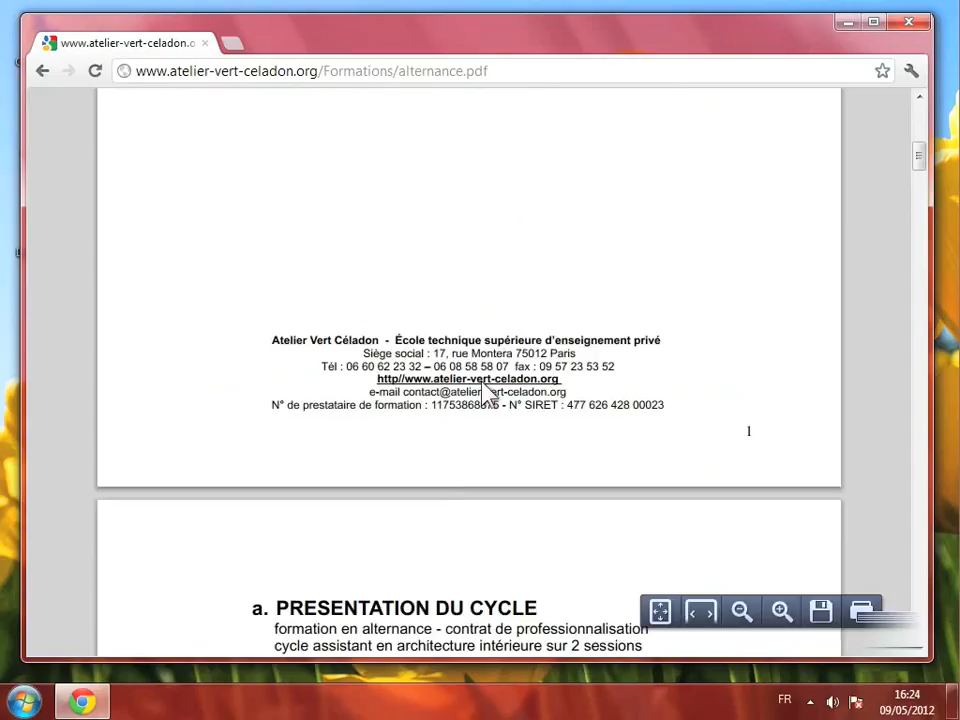 www.atelier-vert-celadon.o
www.atelier-vert-celadon.org/Formations/alternance.pdf
Atelier Vert Céladon - École technique supérieure d'enseignement privé
Siège social : 17, rue Montera 75012 Paris
Tél : 06 60 62 23 32 – 06 08 58 58 07 fax : 09 57 23 53 52
http//www.atelier-vert-celadon.org
e-mail contact@atelier-vert-celadon.org
N° de prestataire de formation : - N° SIRET : 477 626 428 00023
1
a. PRESENTATION DU CYCLE
formation en alternance - contrat de professionnalisation
cycle assistant en architecture intérieure sur 2 sessions
FR
16:24
09/05/2012